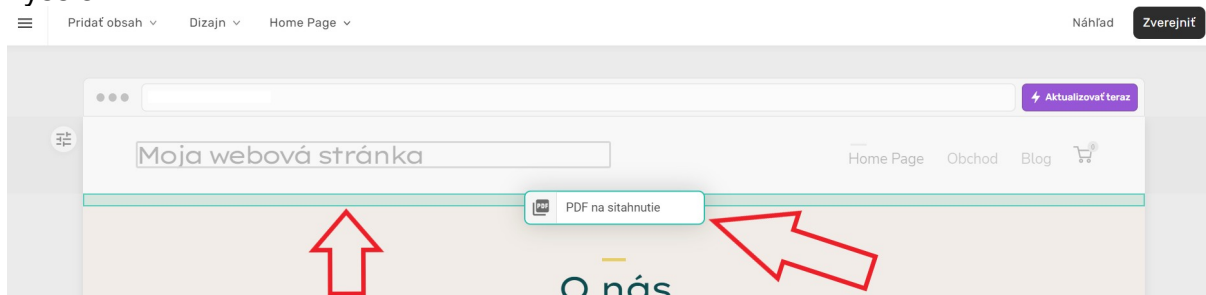 Pridať obsah Dizajn Home Page Náhľad Zverejniť
Aktualizovať teraz
Moja webová stránka Home Page Obchod Blog 0
PDF PDF na sitahnutie
O nás